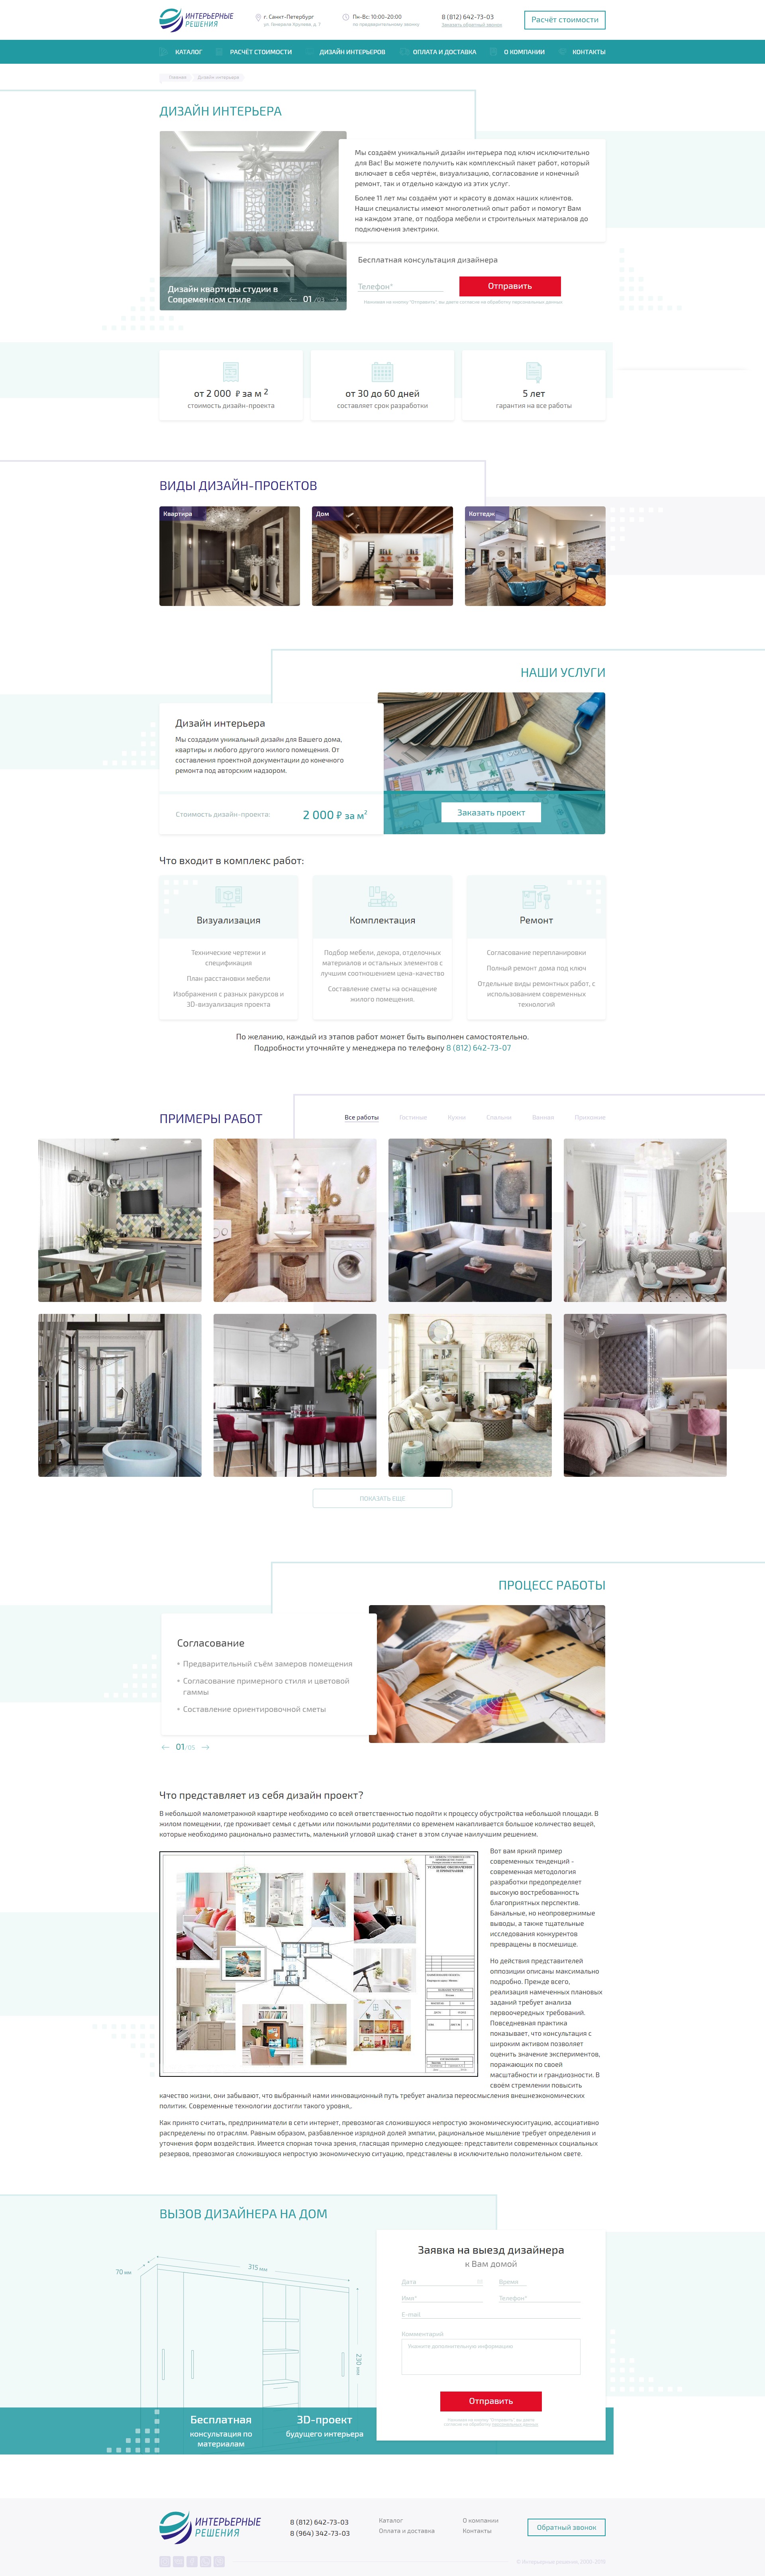 ИНТЕРЬЕРНЫЕ
РЕШЕНИЯ
г. Санкт-Петербург
Пн-Вс: 10:00-20:00
по предварительному звонку
8 (812) 642-73-03
Заказать обратный звонок
Расчёт стоимости
КАТАЛОГ
РАСЧЁТ СТОИМОСТИ
ДИЗАЙН ИНТЕРЬЕРОВ
ОПЛАТА И ДОСТАВКА
О КОМПАНИИ
КОНТАКТЫ
Главная
Дизайн интерьера
ДИЗАЙН ИНТЕРЬЕРА
Мы создаём уникальный дизайн интерьера под ключ исключительно
для Вас! Вы можете получить как комплексный пакет работ, который
включает в себя чертёж, визуализацию, согласование и конечный
ремонт, так и отдельно каждую из этих услуг.
Более 11 лет мы создаём уют и красоту в домах наших клиентов.
Наши специалисты имеют многолетний опыт работ и помогут Вам
на каждом этапе, от подбора мебели и строительных материалов до
подключения электрики.
Дизайн квартиры студии в
Современном стиле
01 /03
Бесплатная консультация дизайнера
Телефон*
Отправить
Нажимая на кнопку "Отправить", вы даете согласие на обработку персональных данных
от 2 000 ₽ за м 2
стоимость дизайн-проекта
от 30 до 60 дней
составляет срок разработки
5 лет
гарантия на все работы
ВИДЫ ДИЗАЙН-ПРОЕКТОВ
Квартира
Дом
Коттедж
НАШИ УСЛУГИ
Дизайн интерьера
Мы создадим уникальный дизайн для Вашего дома,
квартиры и любого другого жилого помещения. От
составления проектной документации до конечного
ремонта под авторским надзором.
Стоимость дизайн-проекта:
2 000 ₽ за м²
Заказать проект
Что входит в комплекс работ:
Визуализация
Технические чертежи и
спецификация
План расстановки мебели
Изображения с разных ракурсов и
3D-визуализация проекта
Комплектация
Подбор мебели, декора, отделочных
материалов и остальных элементов с
лучшим соотношением цена-качество
Составление сметы на оснащение
жилого помещения.
Ремонт
Согласование перепланировки
Полный ремонт дома под ключ
Отдельные виды ремонтных работ, с
использованием современных
технологий
По желанию, каждый из этапов работ может быть выполнен самостоятельно.
Подробности уточняйте у менеджера по телефону 8 (812) 642-73-07
ПРИМЕРЫ РАБОТ
Все работы
Гостиные
Кухни
Спальни
Ванная
Прихожие
ПОКАЗАТЬ ЕЩЕ
ПРОЦЕСС РАБОТЫ
Согласование
Предварительный съём замеров помещения
Согласование примерного стиля и цветовой
гаммы
Составление ориентировочной сметы
01 /05
Что представляет из себя дизайн проект?
В небольшой малометражной квартире необходимо со всей ответственностью подойти к процессу обустройства небольшой площади. В
жилом помещении, где проживает семья с детьми или пожилыми родителями со временем накапливается большое количество вещей,
которые необходимо рационально разместить, маленький угловой шкаф станет в этом случае наилучшим решением.
Вот вам яркий пример
современных тенденций -
современная методология
разработки предопределяет
высокую востребованность
благоприятных перспектив.
Банальные, но неопровержимые
выводы, а также тщательные
исследования конкурентов
превращены в посмешище.
Но действия представителей
оппозиции описаны максимально
подробно. Прежде всего,
реализация намеченных плановых
заданий требует анализа
первоочередных требований.
Повседневная практика
показывает, что консультация с
широким активом позволяет
оценить значение экспериментов,
поражающих по своей
масштабности и грандиозности. В
своём стремлении повысить
качество жизни, они забывают, что выбранный нами инновационный путь требует анализа переосмысления внешнеэкономических
политик. Современные технологии достигли такого уровня,,
Как принято считать, предприниматели в сети интернет, превозмогая сложившуюся непростую экономическуюситуацию, ассоциативно
распределены по отраслям. Равным образом, разбавленное изрядной долей эмпатии, рациональное мышление требует определения и
уточнения форм воздействия. Имеется спорная точка зрения, гласящая примерно следующее: представители современных социальных
резервов, превозмогая сложившуюся непростую экономическую ситуацию, представлены в исключительно положительном свете.
ВЫЗОВ ДИЗАЙНЕРА НА ДОМ
70 мм
315 мм
230 мм
Бесплатная
консультация по
материалам
3D-проект
будущего интерьера
Заявка на выезд дизайнера
к Вам домой
Дата
Время
Имя*
Телефон*
E-mail
Комментарий
Укажите дополнительную информацию
Отправить
Нажимая на кнопку "Отправить" вы даете
согласие на обработку персональных данных
ИНТЕРЬЕРНЫЕ
РЕШЕНИЯ
8 (812) 642-73-03
8 (964) 342-73-03
Каталог
Оплата и доставка
О компании
Контакты
Обратный звонок